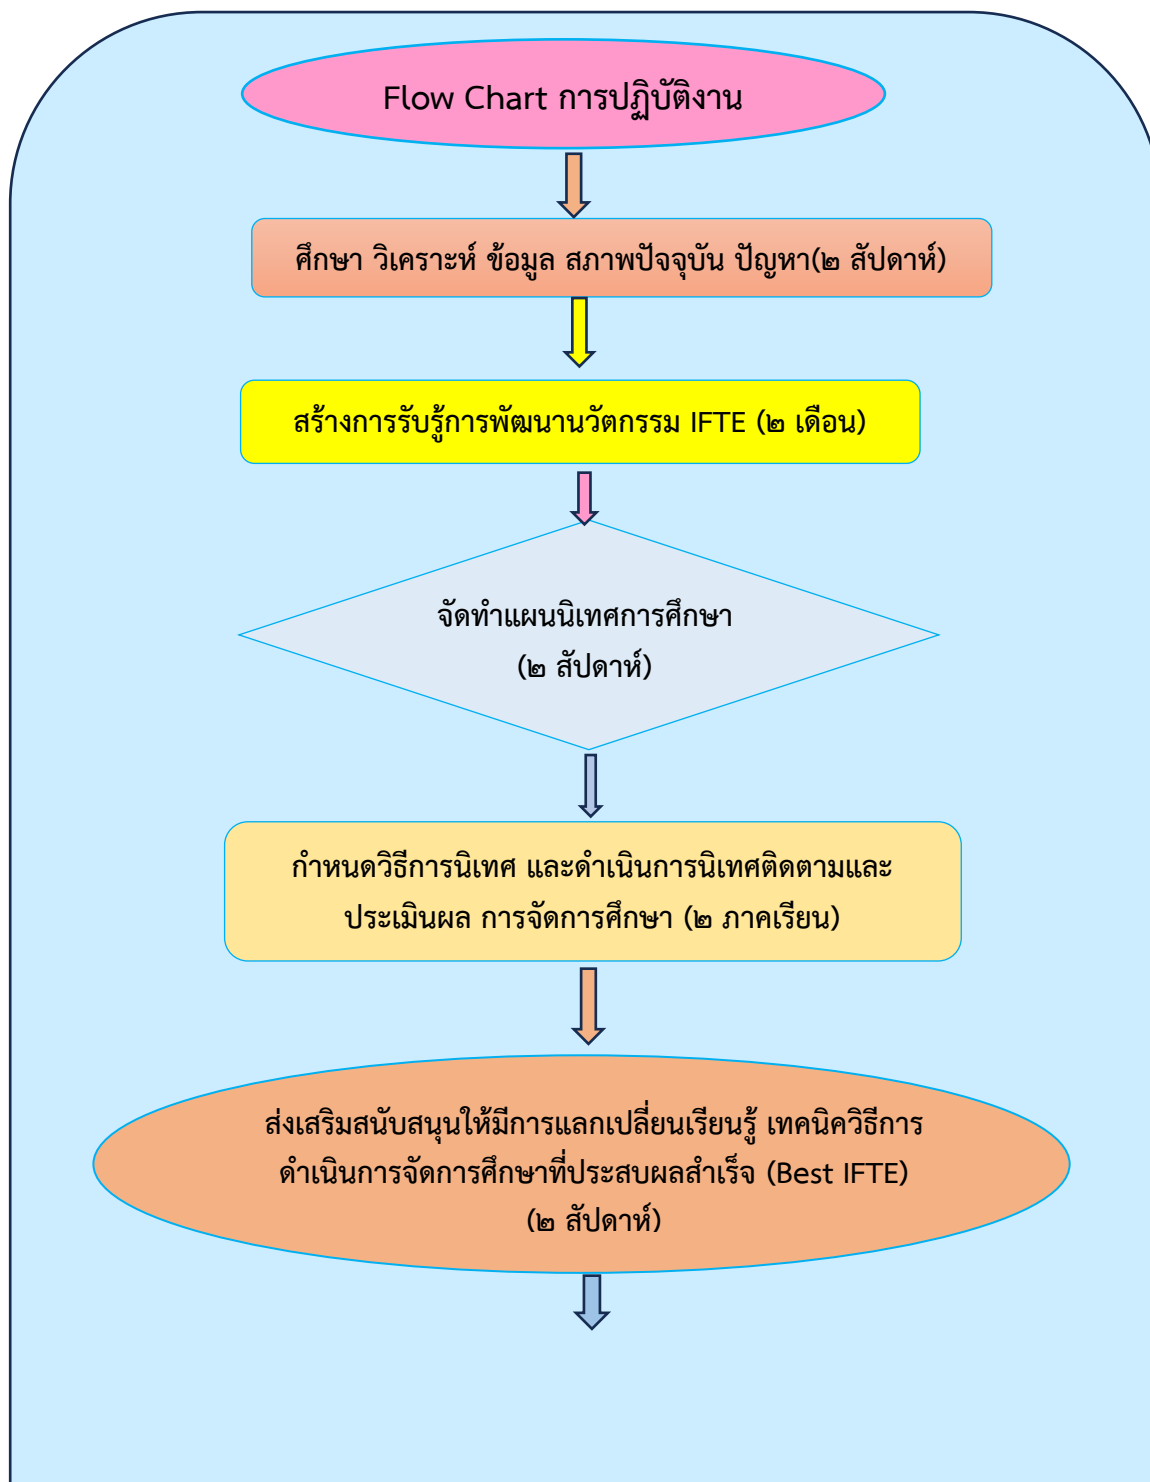 Flow Chart การปฏิบัติงาน
ศึกษา วิเคราะห์ ข้อมูล สภาพปัจจุบัน ปัญหา(๒ สัปดาห์)
สร้างการรับรู้การพัฒนานวัตกรรม IFTE (๒ เดือน)
จัดทำแผนนิเทศการศึกษา
(๒ สัปดาห์)
กำหนดวิธีการนิเทศ และดำเนินการนิเทศติดตามและ
ประเมินผล การจัดการศึกษา (๒ ภาคเรียน)
ส่งเสริมสนับสนุนให้มีการแลกเปลี่ยนเรียนรู้ เทคนิควิธีการ
ดำเนินการจัดการศึกษาที่ประสบผลสำเร็จ (Best IFTE)
(๒ สัปดาห์)